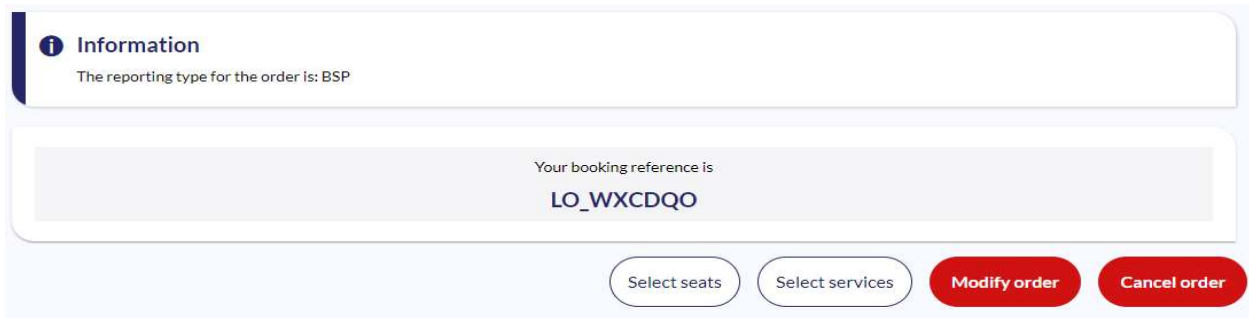 Information
The reporting type for the order is: BSP
Your booking reference is
LO_WXCDQO
Select seats
Select services
Modify order
Cancel order